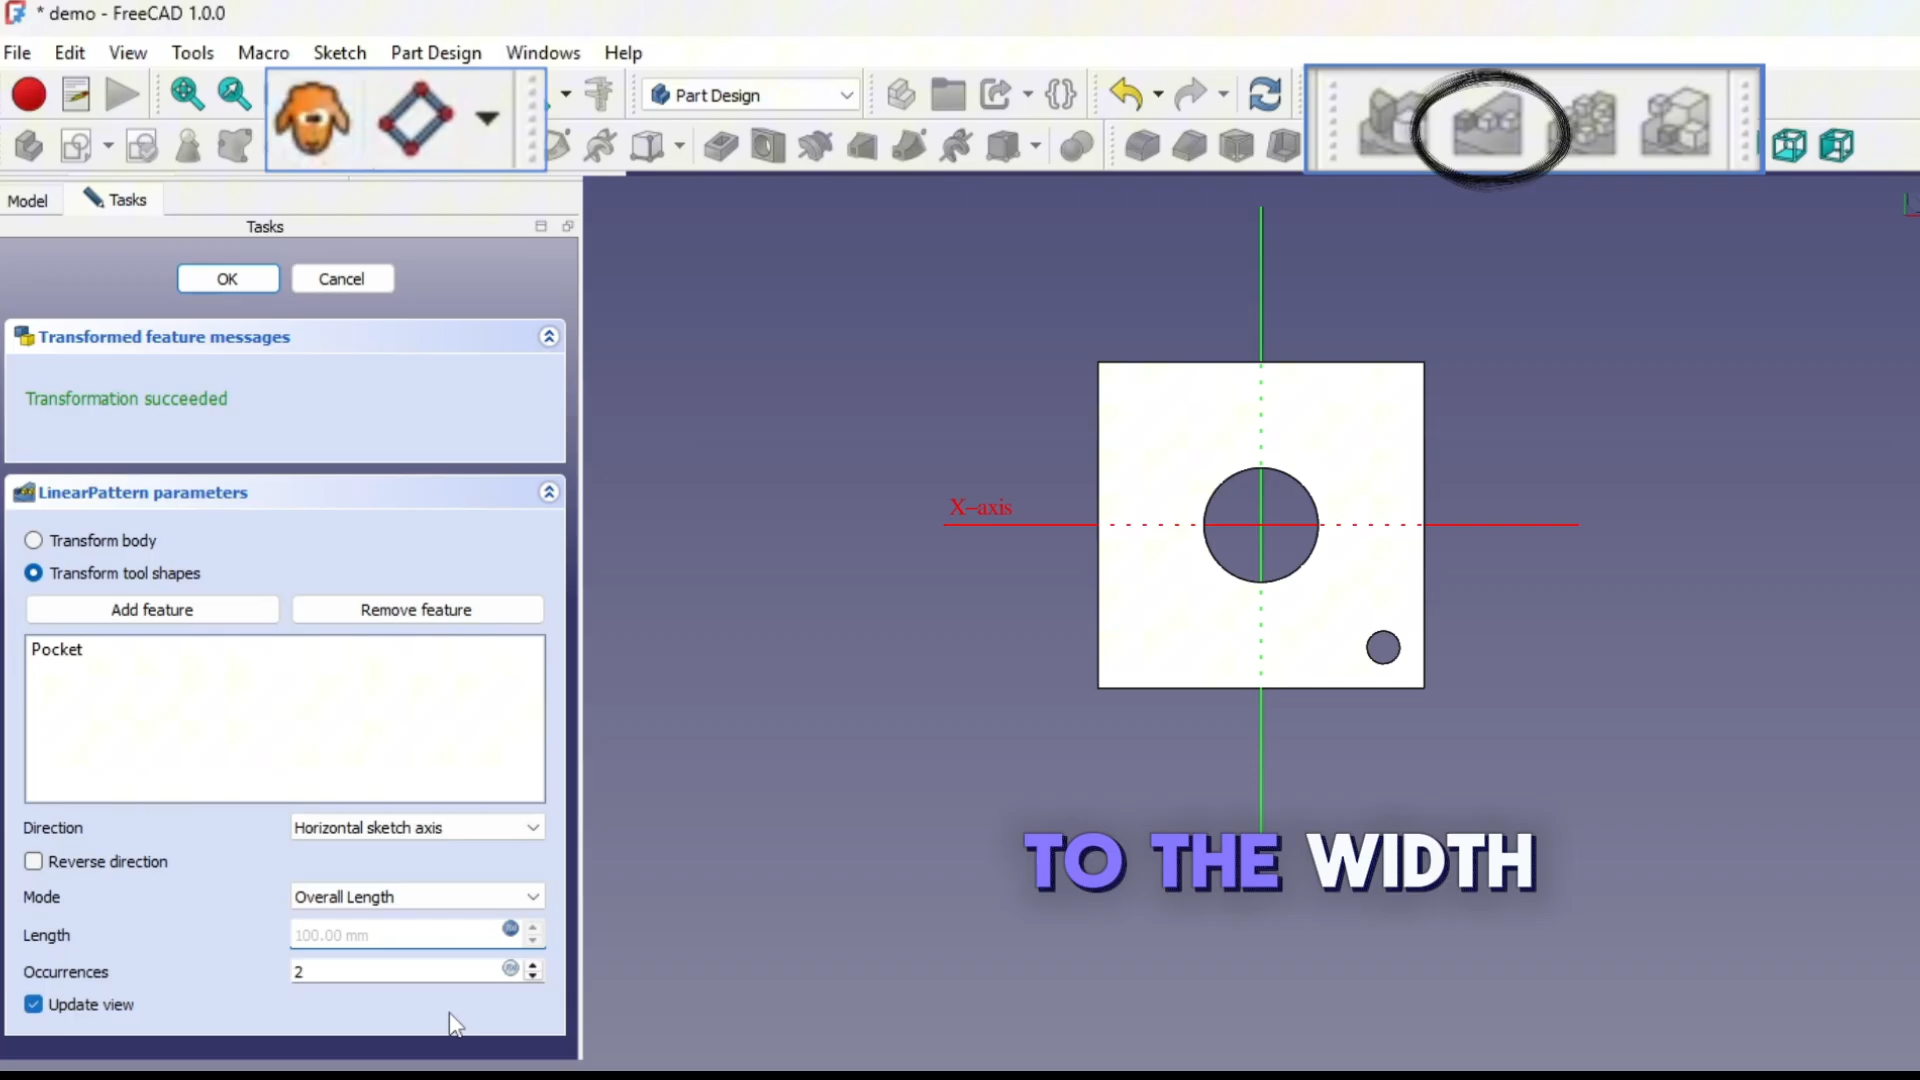 * demo - FreeCAD 1.0.0
File Edit View Tools Macro Sketch Part Design Windows Help
Part Design
Model Tasks
Tasks
OK Cancel
Transformed feature messages
Transformation succeeded
LinearPattern parameters
Transform body
Transform tool shapes
Add feature Remove feature
Pocket
Direction Horizontal sketch axis
Reverse direction
Mode Overall Length
Length 100.00 mm
Occurrences 2
Update view
X-axis
TO THE WIDTH